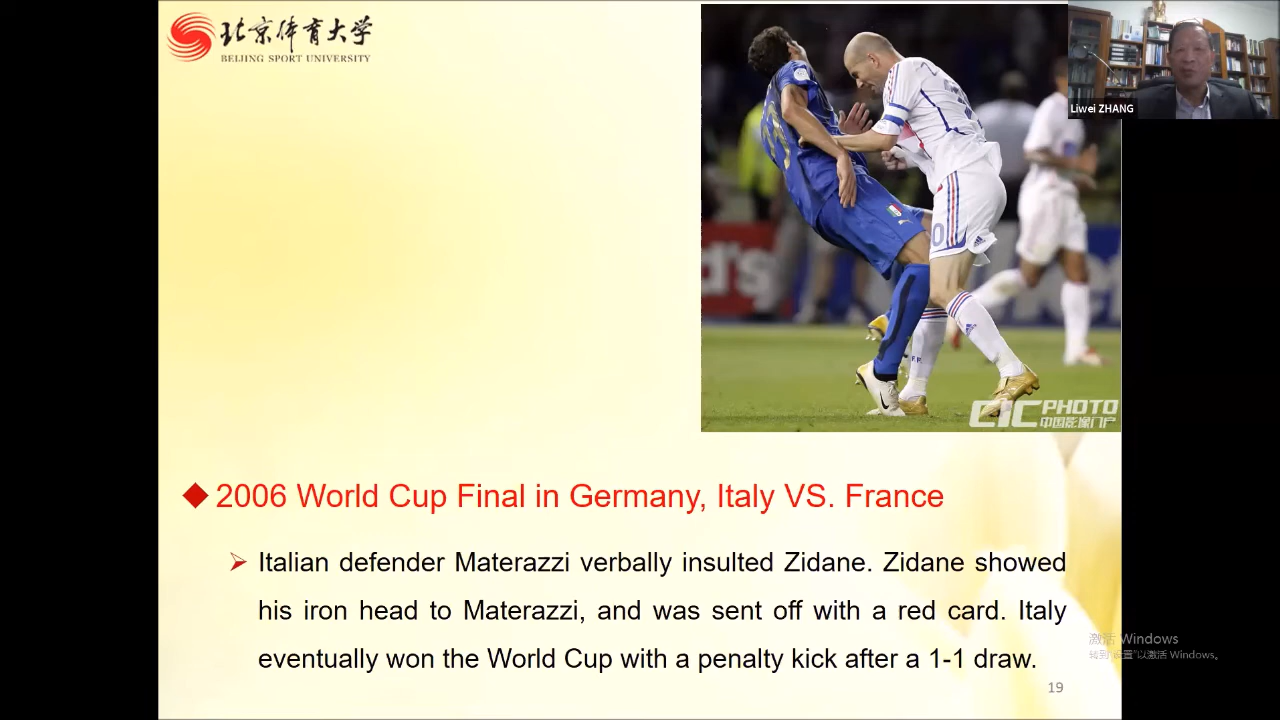 北京体育大学
BEIJING SPORT UNIVERSITY
Liwei ZHANG
d's
CIC PHOTO
中国影像门户
2006 World Cup Final in Germany, Italy VS. France
Italian defender Materazzi verbally insulted Zidane. Zidane showed
his iron head to Materazzi, and was sent off with a red card. Italy
eventually won the World Cup with a penalty kick after a 1-1 draw.
激活 Windows
转到"设置"以激活 Windows。
19